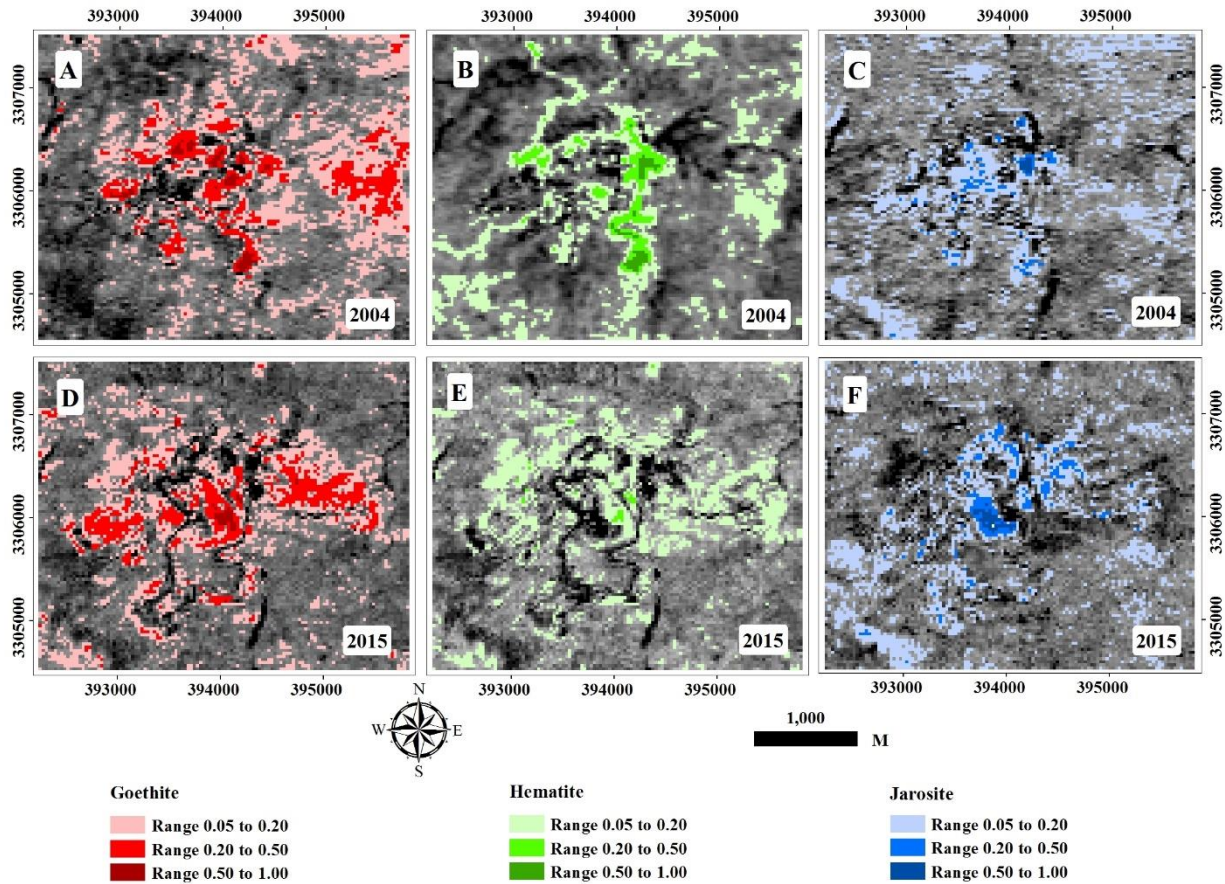 393000 394000 395000 393000 394000 395000 393000 394000 395000
A B C
3307000 3307000
3306000 3306000
3305000 3305000
2004 2004 2004
D E F
3307000 3307000
3306000 3306000
3305000 3305000
2015 2015 2015
393000 394000 395000 393000 394000 395000 393000 394000 395000
N
W E
S
1,000
M
Goethite Hematite Jarosite
Range 0.05 to 0.20 Range 0.05 to 0.20 Range 0.05 to 0.20
Range 0.20 to 0.50 Range 0.20 to 0.50 Range 0.20 to 0.50
Range 0.50 to 1.00 Range 0.50 to 1.00 Range 0.50 to 1.00